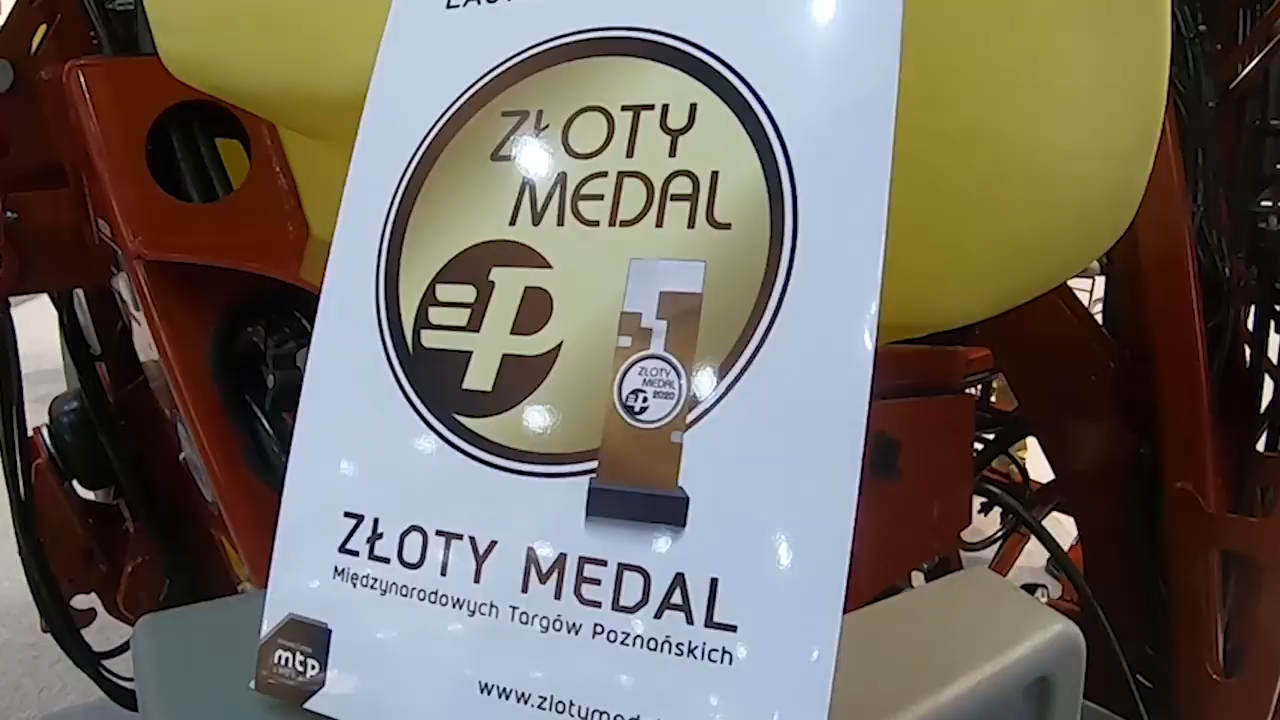 ZŁOTY
MEDAL
ZŁOTY
MEDAL
2020
ZŁOTY MEDAL
Międzynarodowych Targów Poznańskich
mtp